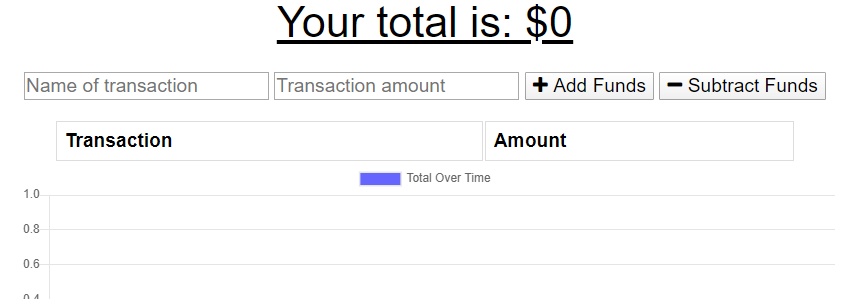 Your total is: $0
Name of transaction Transaction amount Add Funds Subtract Funds
Transaction Amount
Total Over Time
1.0
0.8
0.6
0.4